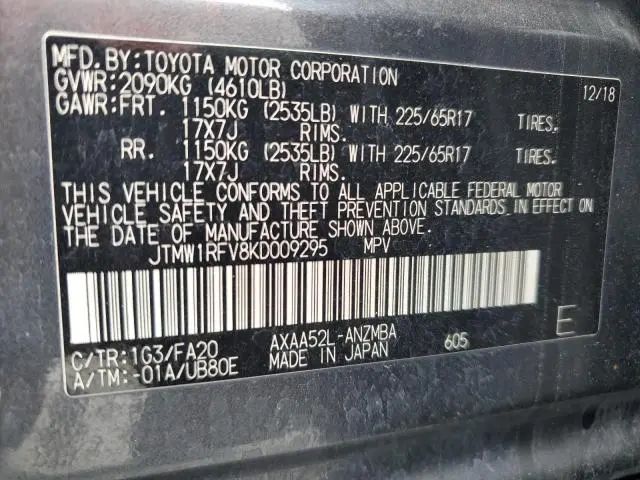 MFD.BY:TOYOTA MOTOR CORPORATION
GVWR:2090KG (4610LB) 12/18
GAWR:FRT. 1150KG (2535LB) WITH 225/65R17 TIRES.
17X7J RIMS.
RR. 1150KG (2535LB) WITH 225/65R17 TIRES.
17X7J RIMS.
THIS VEHICLE CONFORMS TO ALL APPLICABLE FEDERAL MOTOR
VEHICLE SAFETY AND THEFT PREVENTION STANDARDS IN EFFECT ON
THE DATE OF MANUFACTURE SHOWN ABOVE.
JTMW1RFV8KD009295 MPV
C/TR:1G3/FA20 AXAA52L-ANZMBA 605 E
A/TM:-01A/UB80E MADE IN JAPAN